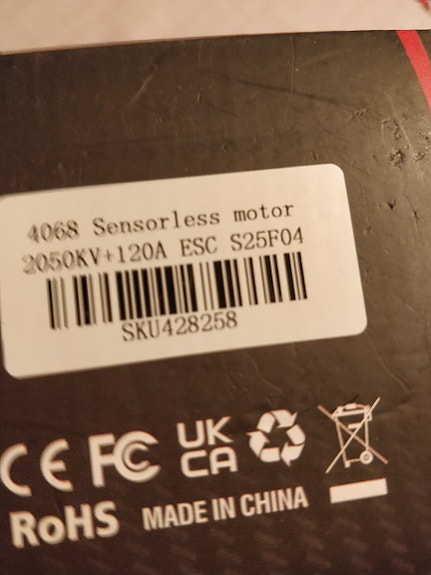 4068 Sensorless motor
2050KV+120A ESC S25F04
SKU428258
CE FC UK CA
RoHS MADE IN CHINA